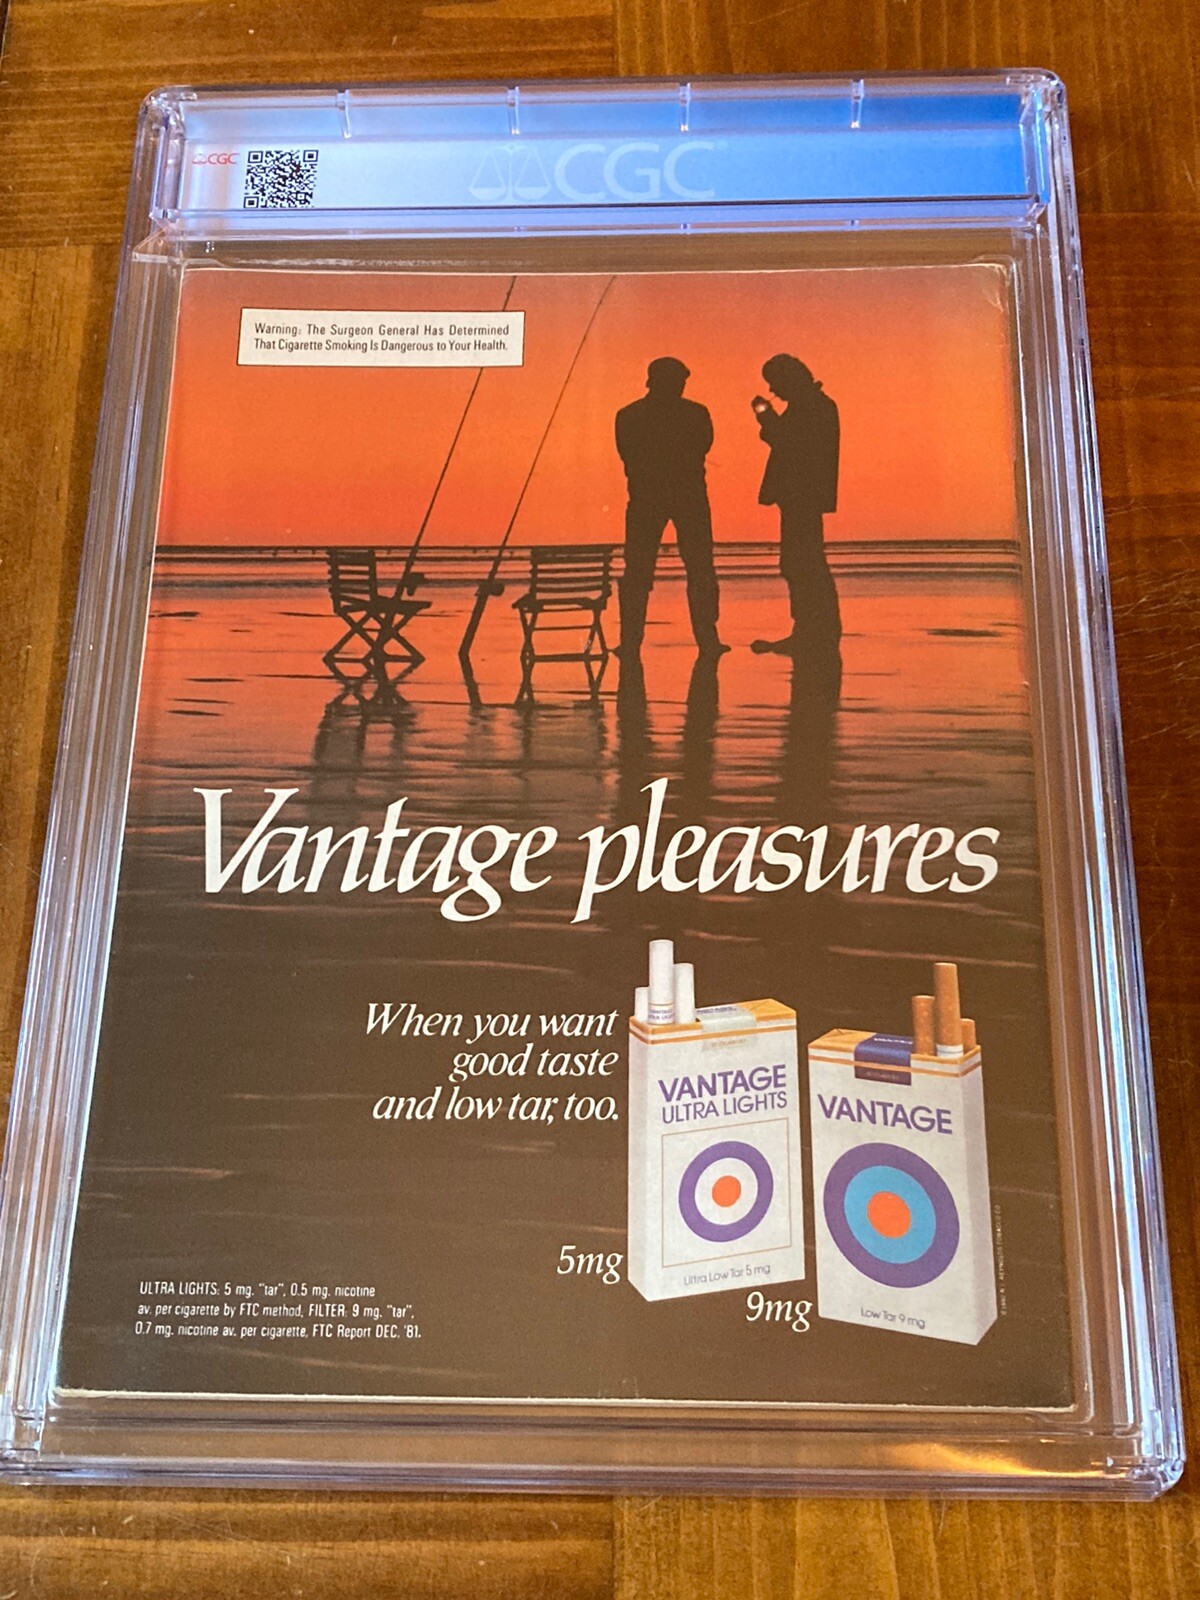 CGC
CGC
Warning: The Surgeon General Has Determined
That Cigarette Smoking Is Dangerous to Your Health.
Vantage pleasures
When you want
good taste
and low tar, too.
VANTAGE
ULTRA LIGHTS
Ultra Low Tar 5 mg
5mg
VANTAGE
Low Tar 9 mg
9mg
ULTRA LIGHTS: 5 mg. "tar", 0.5 mg. nicotine
av. per cigarette by FTC method, FILTER: 9 mg. "tar",
0.7 mg. nicotine av. per cigarette, FTC Report DEC. '81.